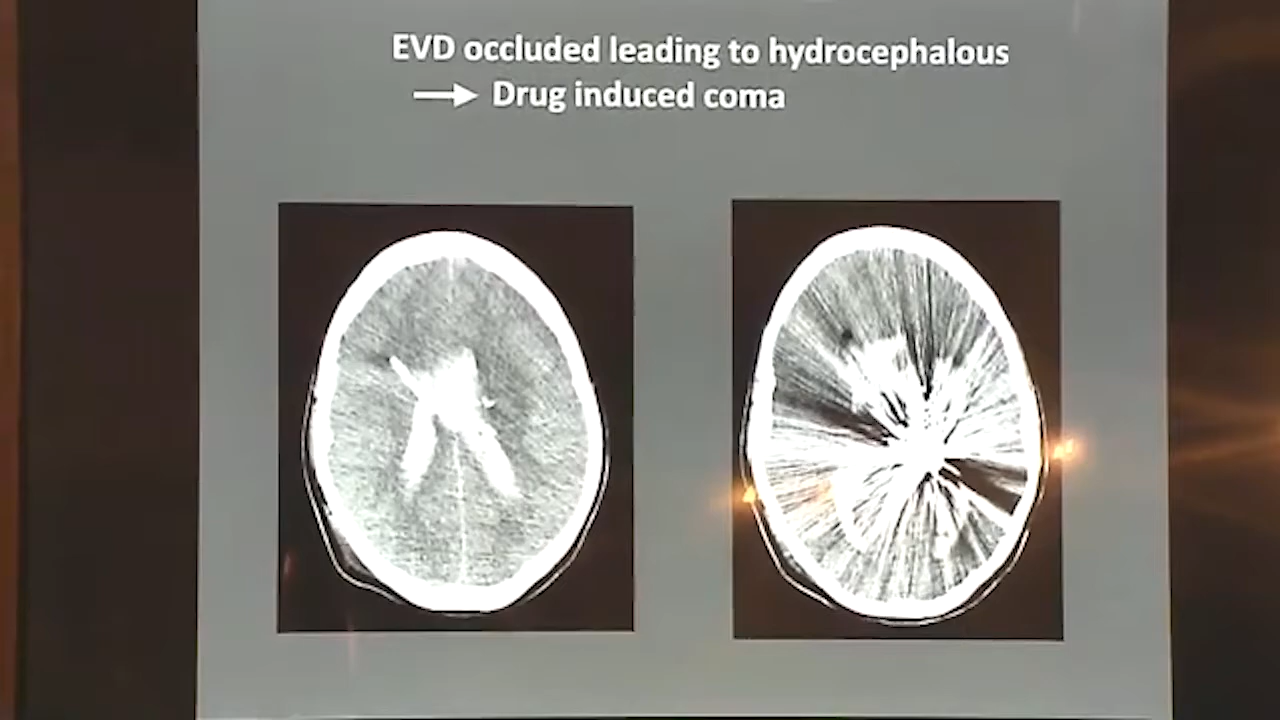 EVD occluded leading to hydrocephalous
→ Drug induced coma